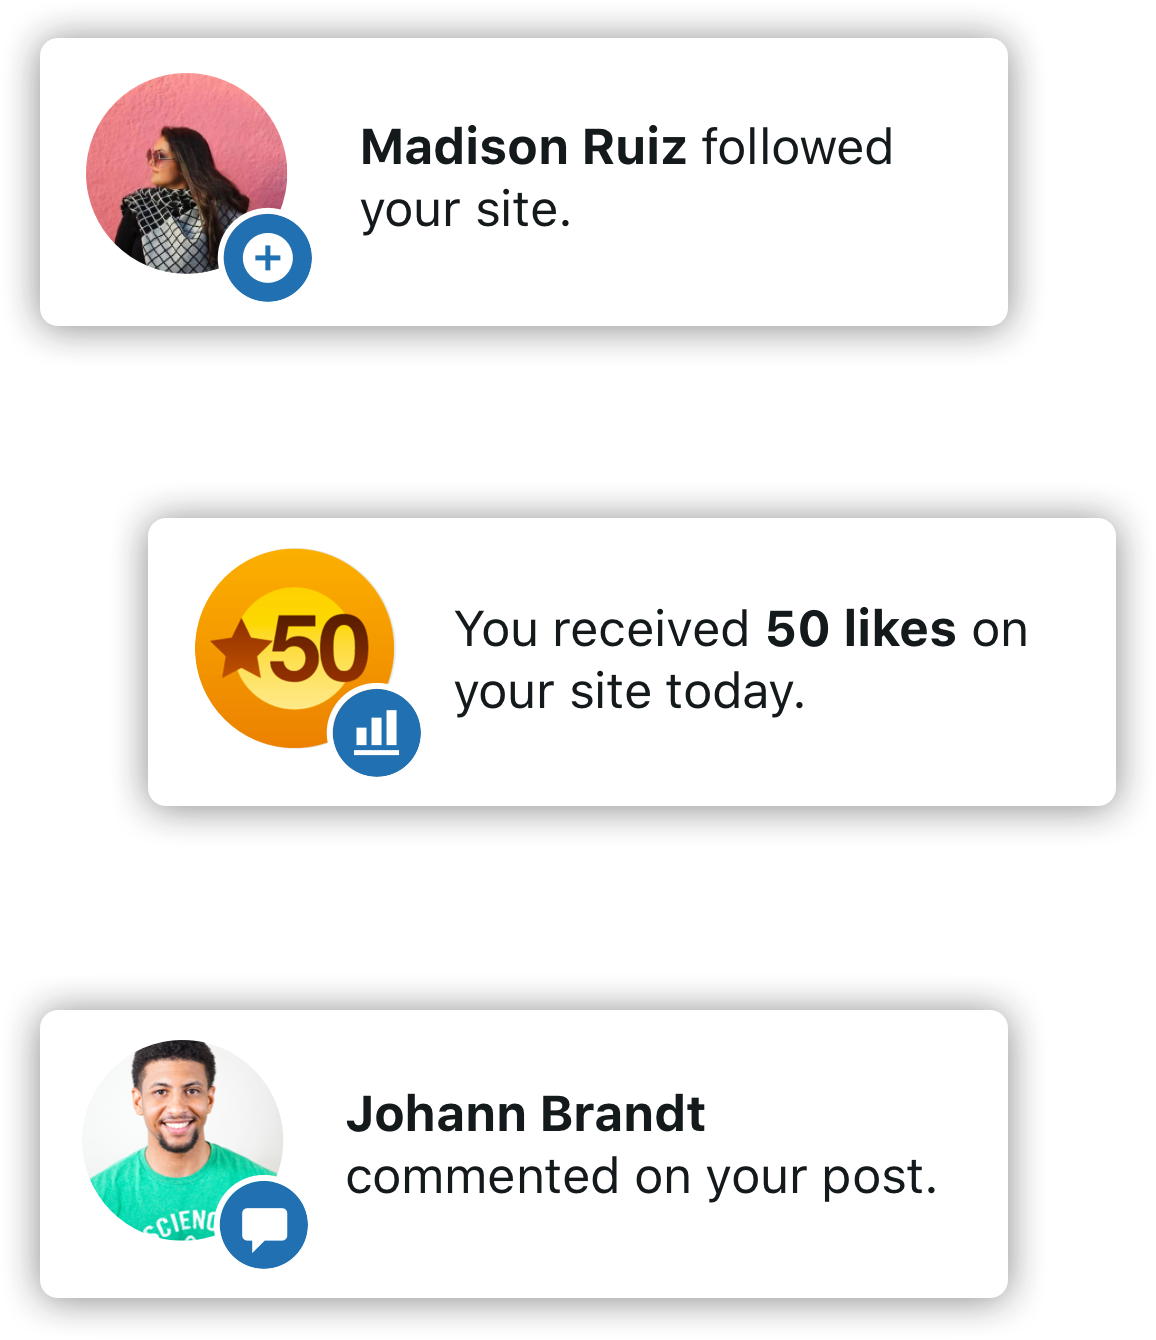 Madison Ruiz followed
your site.
50
You received 50 likes on
your site today.
Johann Brandt
commented on your post.